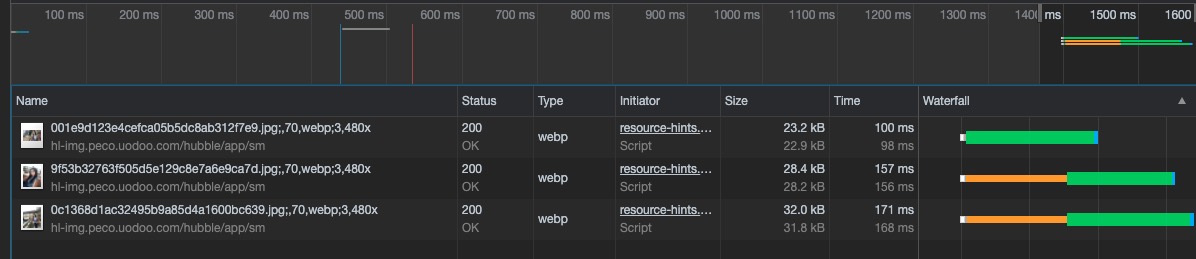 100 ms 200 ms 300 ms 400 ms 500 ms 600 ms 700 ms 800 ms 900 ms 1000 ms 1100 ms 1200 ms 1300 ms 1400 ms 1500 ms 1600
Name Status Type Initiator Size Time Waterfall
001e9d123e4cefca05b5dc8ab312f7e9.jpg;,70,webp;3,480x 200 webp resource-hints.… 23.2 kB 100 ms
hl-img.peco.uodoo.com/hubble/app/sm OK Script 22.9 kB 98 ms
9f53b32763f505d5e129c8e7a6e9ca7d.jpg;,70,webp;3,480x 200 webp resource-hints.… 28.4 kB 157 ms
hl-img.peco.uodoo.com/hubble/app/sm OK Script 28.2 kB 156 ms
0c1368d1ac32495b9a85d4a1600bc639.jpg;,70,webp;3,480x 200 webp resource-hints.… 32.0 kB 171 ms
hl-img.peco.uodoo.com/hubble/app/sm OK Script 31.8 kB 168 ms